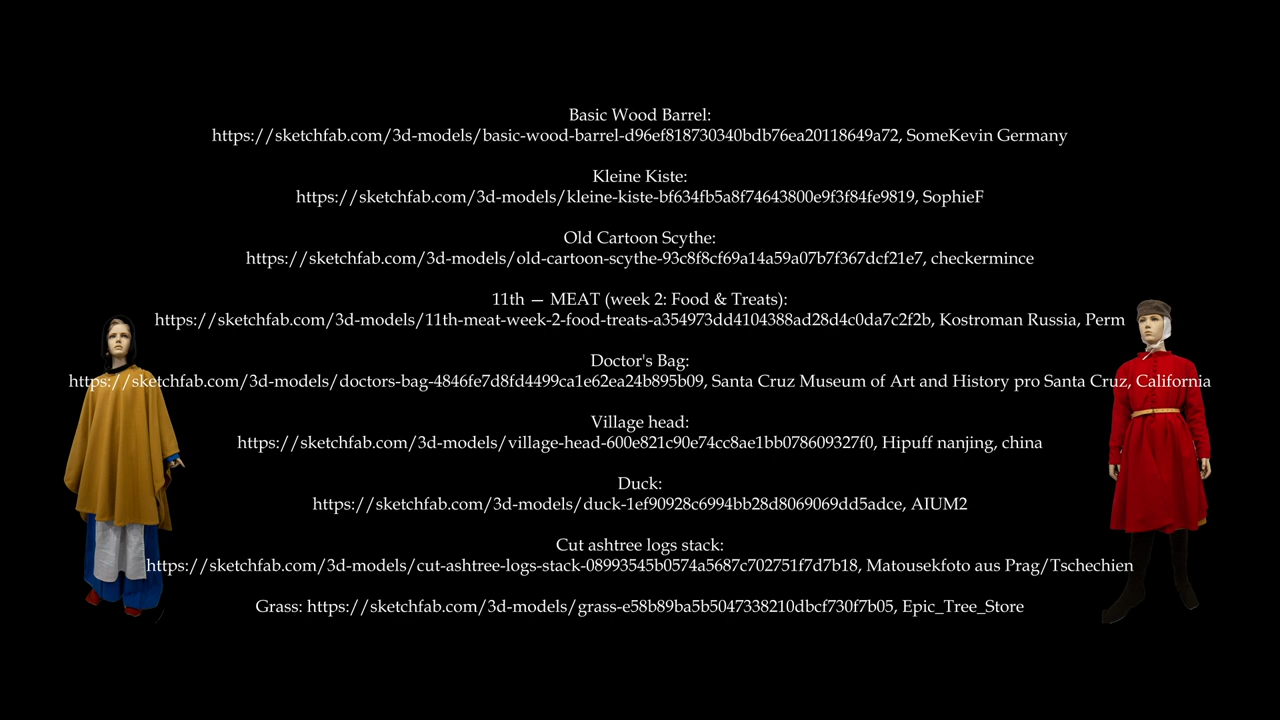 Basic Wood Barrel:
https://sketchfab.com/3d-models/basic-wood-barrel-d96ef818730340bdb76ea20118649a72, SomeKevin Germany
Kleine Kiste:
https://sketchfab.com/3d-models/kleine-kiste-bf634fb5a8f74643800e9f3f84fe9819, SophieF
Old Cartoon Scythe:
https://sketchfab.com/3d-models/old-cartoon-scythe-93c8f8cf69a14a59a07b7f367dcf21e7, checkermince
11th — MEAT (week 2: Food & Treats):
https://sketchfab.com/3d-models/11th-meat-week-2-food-treats-a354973dd4104388ad28d4c0da7c2f2b, Kostroman Russia, Perm
Doctor's Bag:
https://sketchfab.com/3d-models/doctors-bag-4846fe7d8fd4499ca1e62ea24b895b09, Santa Cruz Museum of Art and History pro Santa Cruz, California
Village head:
https://sketchfab.com/3d-models/village-head-600e821c90e74cc8ae1bb078609327f0, Hipuff nanjing, china
Duck:
https://sketchfab.com/3d-models/duck-1ef90928c6994bb28d8069069dd5adce, AIUM2
Cut ashtree logs stack:
https://sketchfab.com/3d-models/cut-ashtree-logs-stack-08993545b0574a5687c702751f7d7b18, Matousekfoto aus Prag/Tschechien
Grass: https://sketchfab.com/3d-models/grass-e58b89ba5b5047338210dbcf730f7b05, Epic_Tree_Store